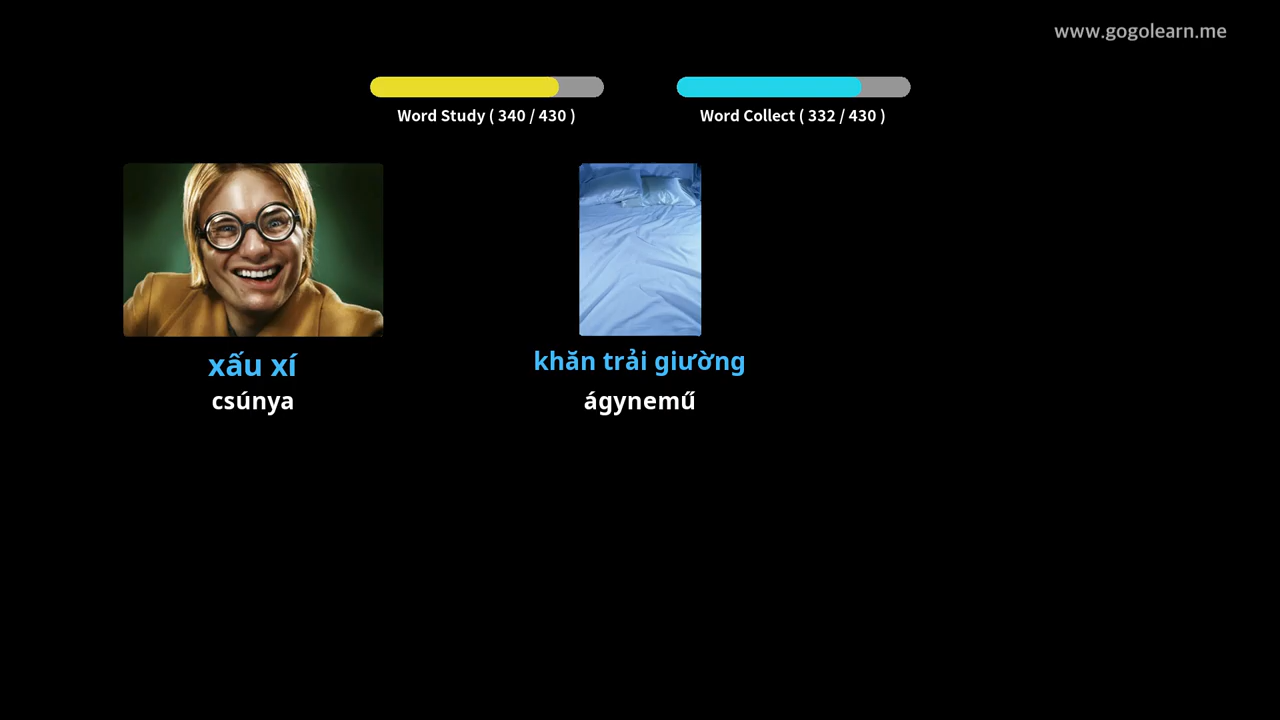 www.gogolearn.me
Word Study ( 340 / 430 )
Word Collect ( 332 / 430 )
xấu xí
csúnya
khăn trải giường
ágynemű